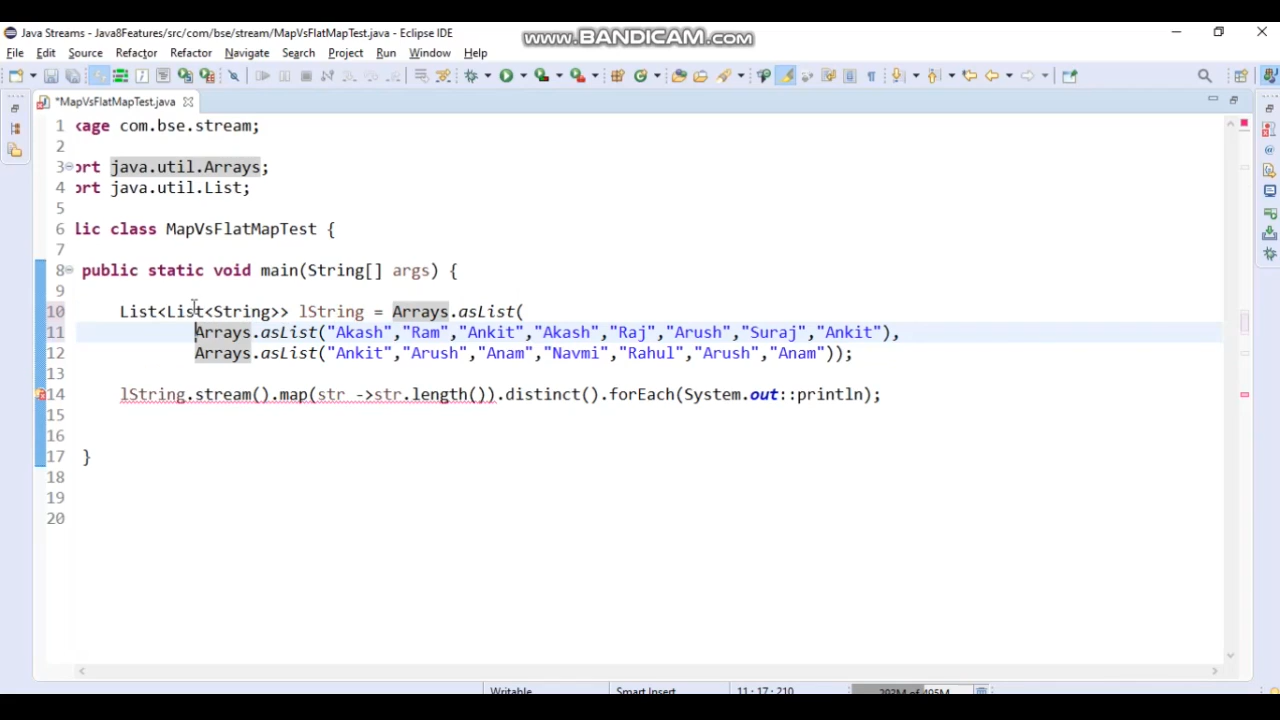 Java Streams - Java8Features/src/com/bse/stream/MapVsFlatMapTest.java - Eclipse IDE
www.BANDICAM.com
File Edit Source Refactor Refactor Navigate Search Project Run Window Help
*MapVsFlatMapTest.java
1 kage com.bse.stream;
2
3 ort java.util.Arrays;
4 ort java.util.List;
5
6 lic class MapVsFlatMapTest {
7
8 public static void main(String[] args) {
9
10 List<List<String>> lString = Arrays.asList(
11 Arrays.asList("Akash","Ram","Ankit","Akash","Raj","Arush","Suraj","Ankit"),
12 Arrays.asList("Ankit","Arush","Anam","Navmi","Rahul","Arush","Anam"));
13
14 lString.stream().map(str ->str.length()).distinct().forEach(System.out::println);
15
16
17 }
18
19
20
Writable Smart Insert 11 : 17 : 210 293M of 495M